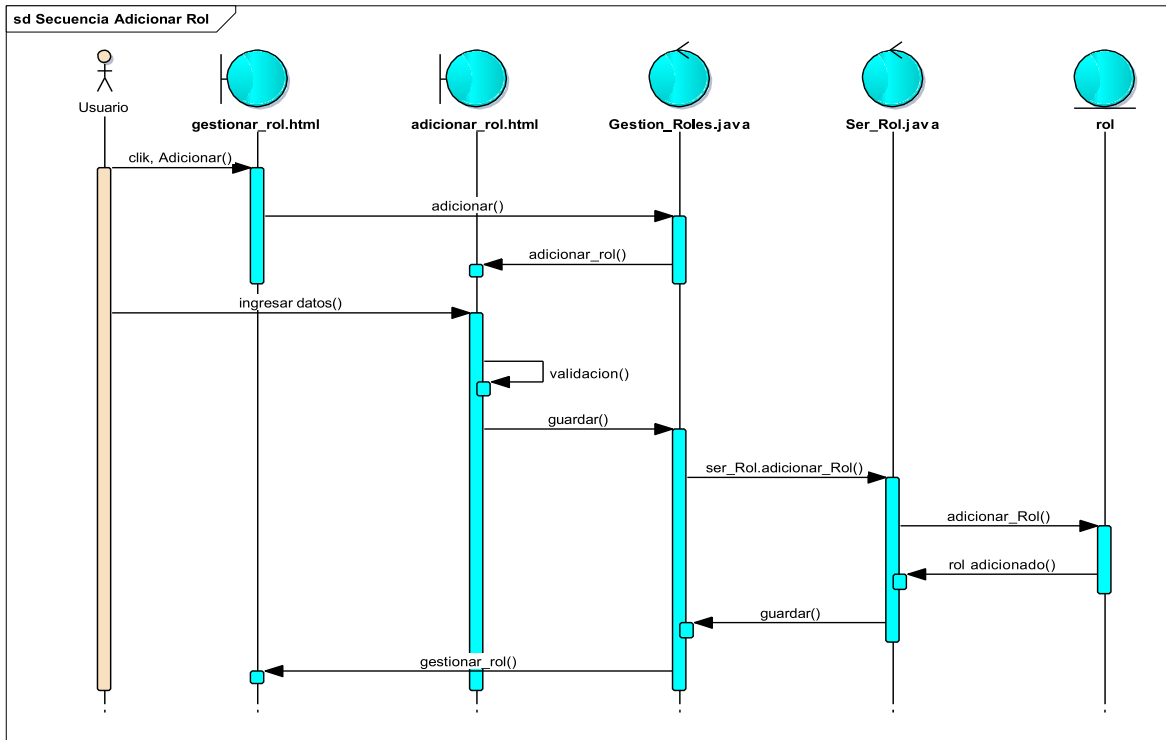 sd Secuencia Adicionar Rol
Usuario
gestionar_rol.html
adicionar_rol.html
Gestion_Roles.java
Ser_Rol.java
rol
clik, Adicionar()
adicionar()
adicionar_rol()
ingresar datos()
validacion()
guardar()
ser_Rol.adicionar_Rol()
adicionar_Rol()
rol adicionado()
guardar()
gestionar_rol()